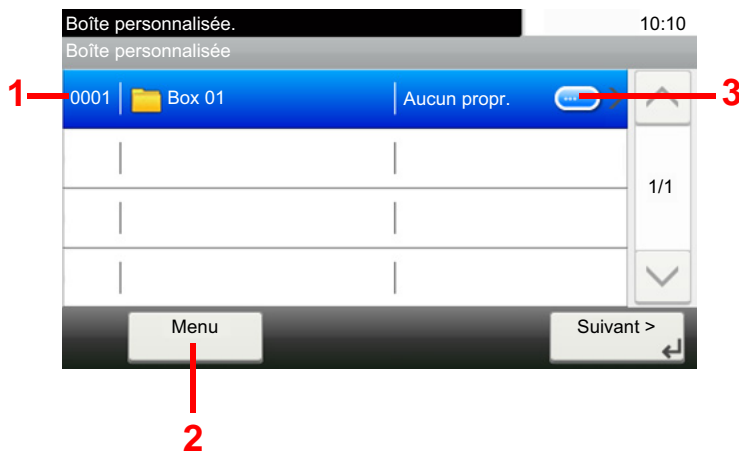 Boîte personnalisée. 10:10
Boîte personnalisée
1 0001 Box 01 Aucun propr. ... 3
1/1
Menu Suivant >
2